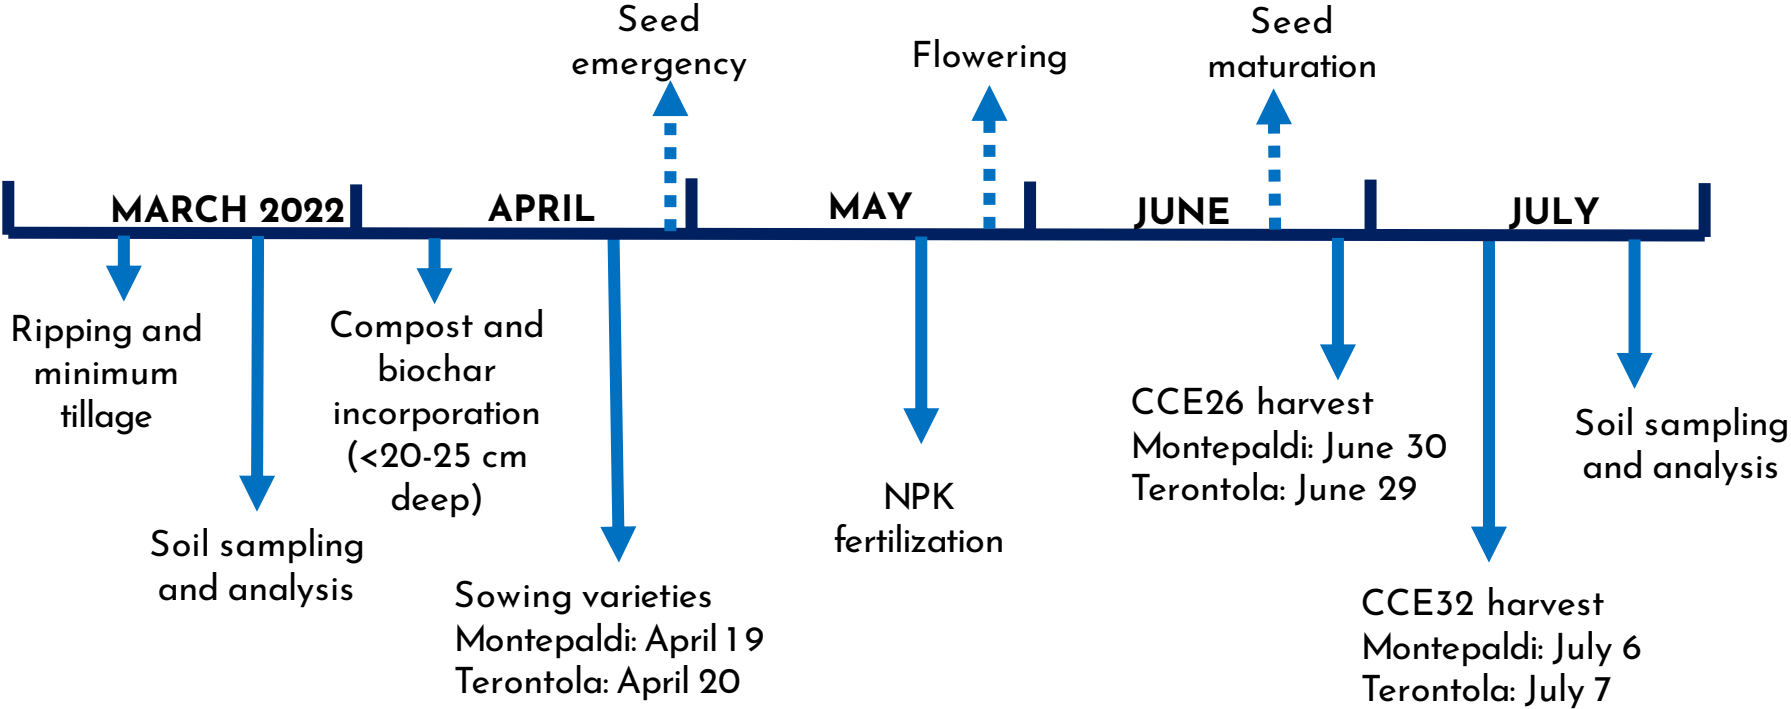 Seed
emergency
Flowering
Seed
maturation
MARCH 2022
APRIL
MAY
JUNE
JULY
Ripping and
minimum
tillage
Soil sampling
and analysis
Compost and
biochar
incorporation
(<20-25 cm
deep)
Sowing varieties
Montepaldi: April 19
Terontola: April 20
NPK
fertilization
CCE26 harvest
Montepaldi: June 30
Terontola: June 29
CCE32 harvest
Montepaldi: July 6
Terontola: July 7
Soil sampling
and analysis